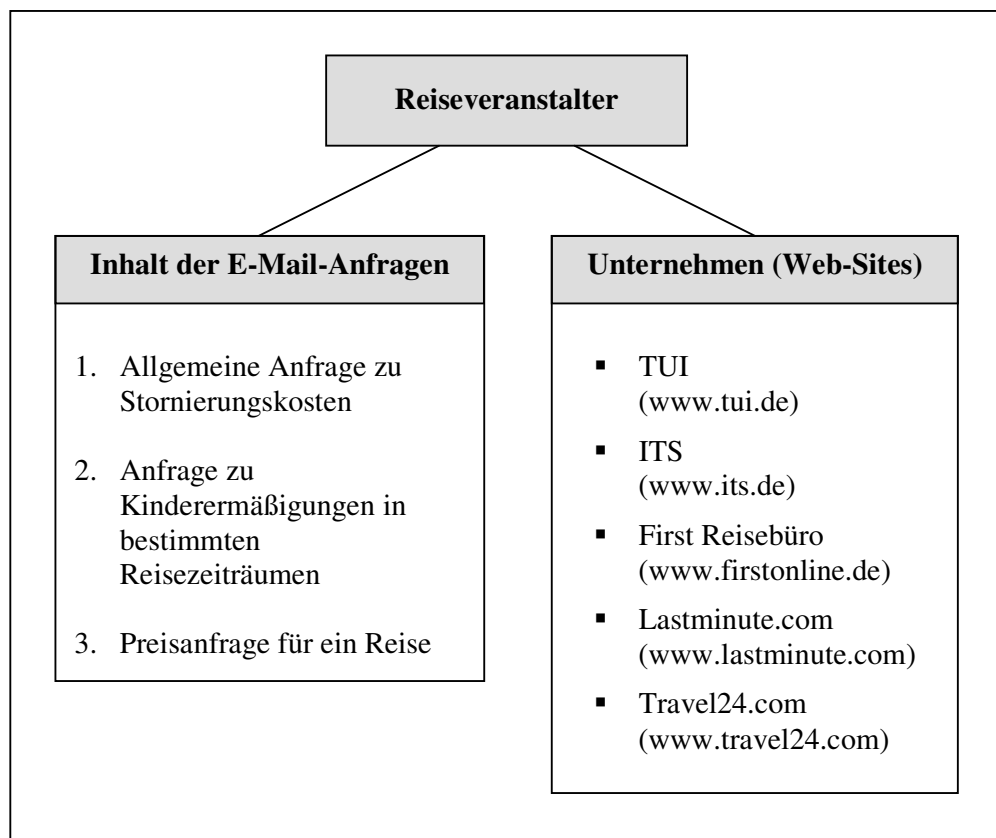 Reiseveranstalter
Inhalt der E-Mail-Anfragen
1. Allgemeine Anfrage zu
Stornierungskosten
2. Anfrage zu
Kinderermäßigungen in
bestimmten
Reisezeiträumen
3. Preisanfrage für ein Reise
Unternehmen (Web-Sites)
▪ TUI
(www.tui.de)
▪ ITS
(www.its.de)
▪ First Reisebüro
(www.firstonline.de)
▪ Lastminute.com
(www.lastminute.com)
▪ Travel24.com
(www.travel24.com)